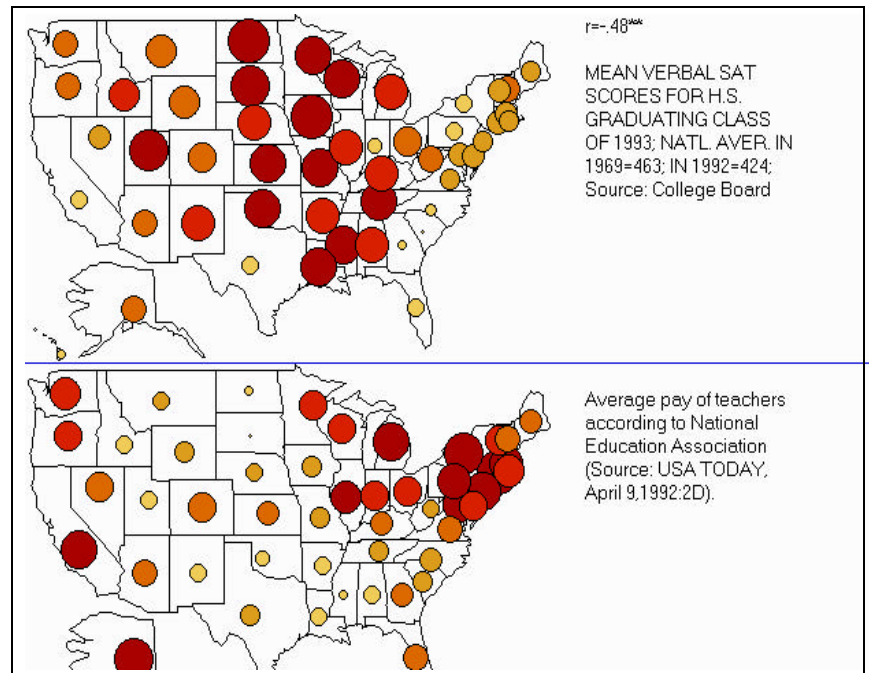 r=-.48***
MEAN VERBAL SAT
SCORES FOR H.S.
GRADUATING CLASS
OF 1993; NATL. AVER. IN
1969=463; IN 1992=424;
Source: College Board
Average pay of teachers
according to National
Education Association
(Source: USA TODAY,
April 9,1992:2D).